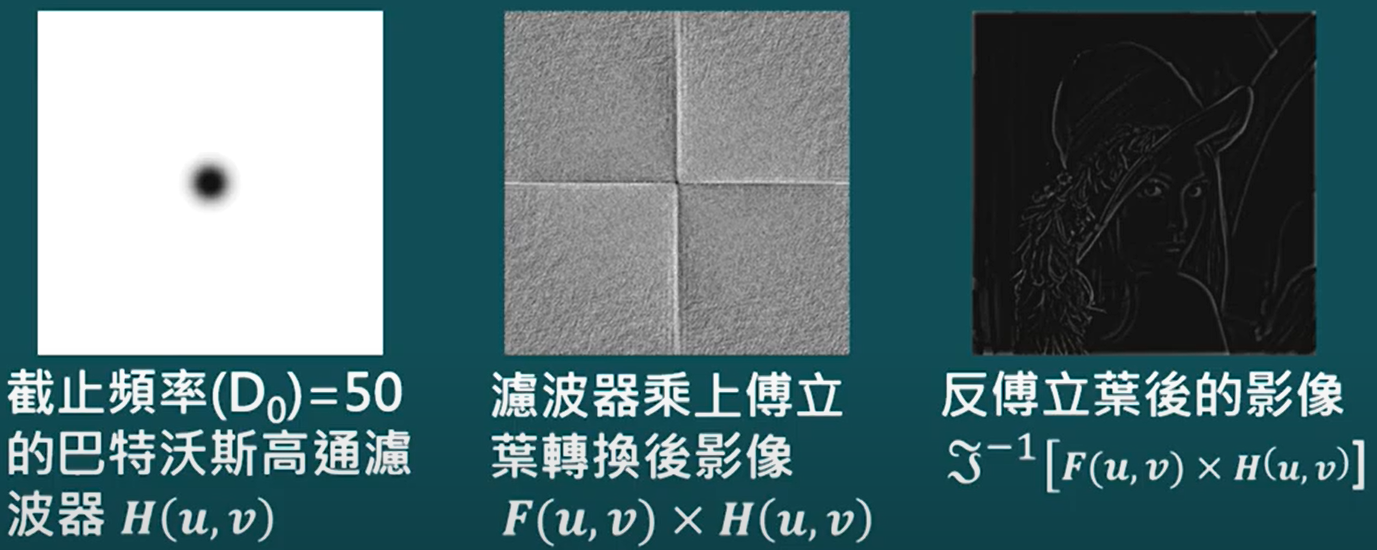 截止頻率(D₀)=50
的巴特沃斯高通濾
波器 H(u,v)
濾波器乘上傅立
葉轉換後影像
F(u,v) × H(u,v)
反傅立葉後的影像
ℑ⁻¹[F(u,v) × H(u,v)]